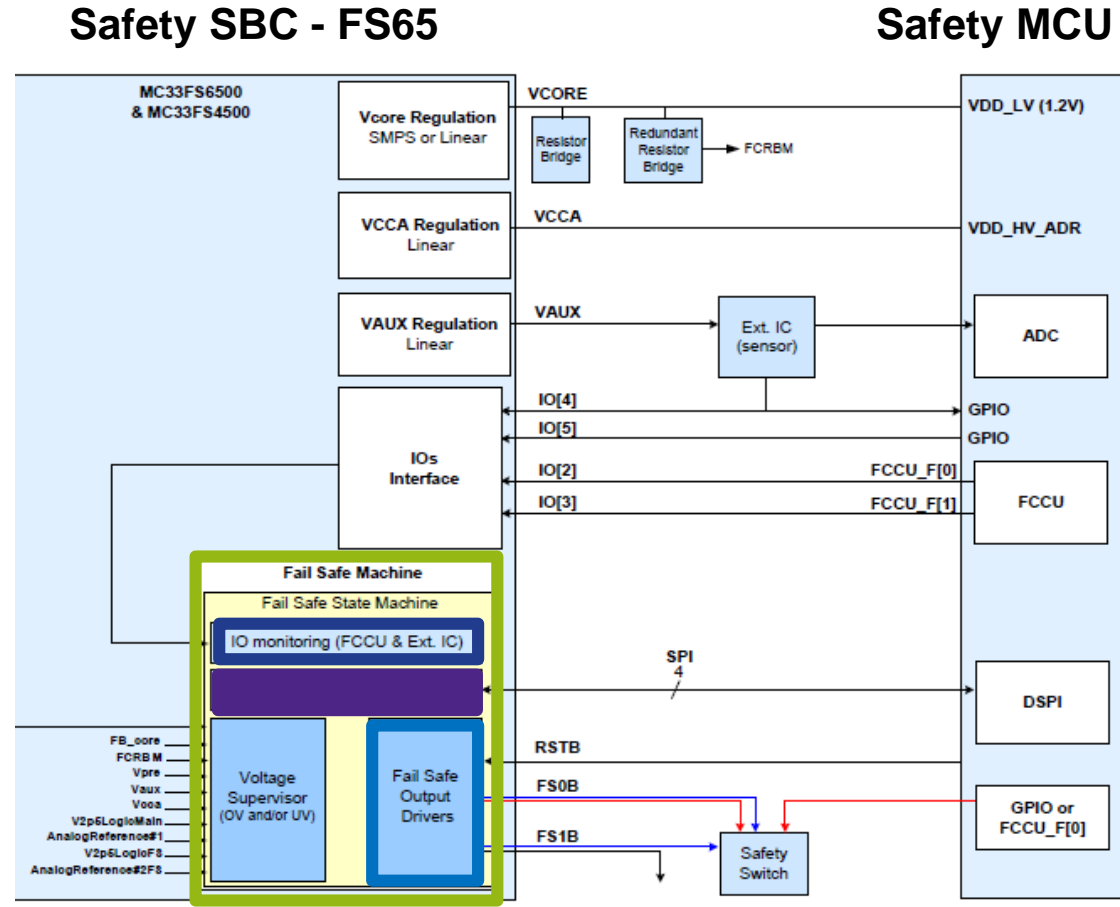 Safety SBC - FS65
Safety MCU
MC33FS6500
& MC33FS4500
Vcore Regulation
SMPS or Linear
VCORE
Resistor
Bridge
Redundant
Resistor
Bridge
FCRBM
VDD_LV (1.2V)
VCCA Regulation
Linear
VCCA
VDD_HV_ADR
VAUX Regulation
Linear
VAUX
Ext. IC
(sensor)
ADC
IOs
Interface
IO[4]
GPIO
IO[5]
GPIO
IO[2]
FCCU_F[0]
IO[3]
FCCU_F[1]
FCCU
Fail Safe Machine
Fail Safe State Machine
IO monitoring (FCCU & Ext. IC)
SPI
4
DSPI
FB_core
FCRBM
Vpre
Vaux
Vcca
V2p5LogicMain
AnalogReference#1
V2p5LogicFS
AnalogReference#2FS
Voltage
Supervisor
(OV and/or UV)
Fail Safe
Output
Drivers
RSTB
FS0B
FS1B
Safety
Switch
GPIO or
FCCU_F[0]